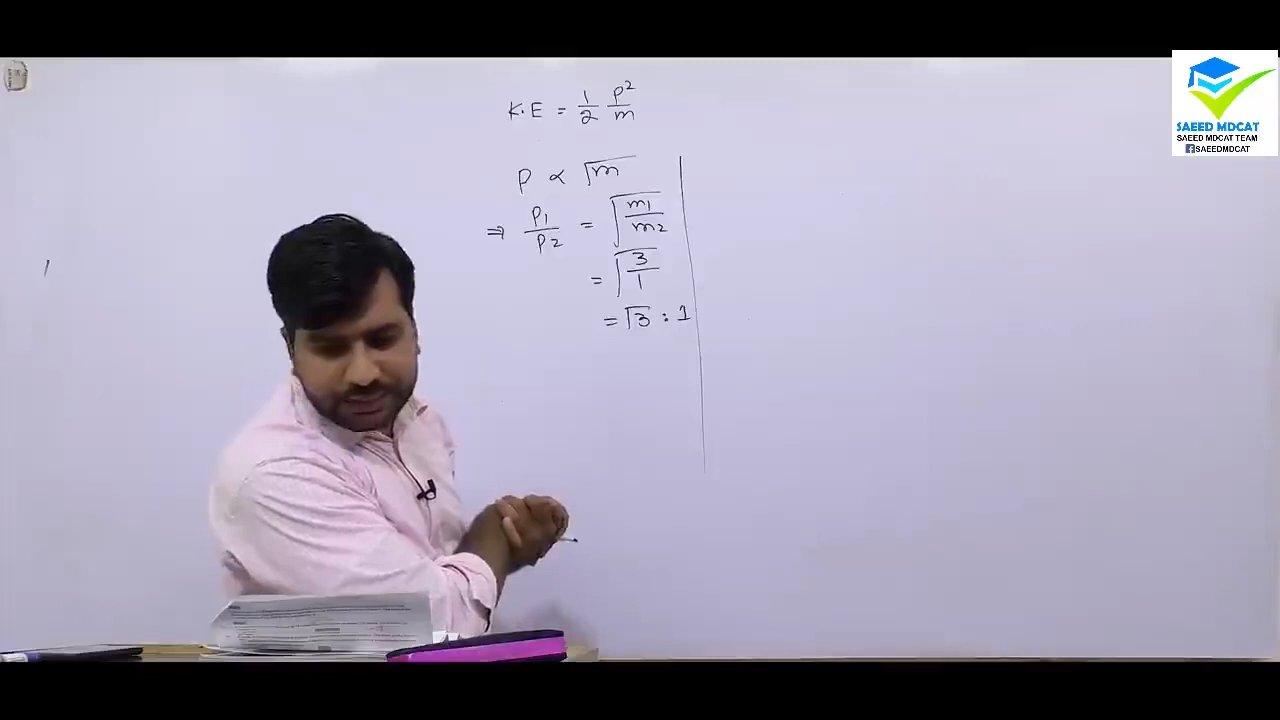 K.E = 1/2 P²/m
P ∝ √m
⇒ P1/P2 = √m1/m2
= √3/1
= √3 : 1
SAEED MDCAT
SAEED MDCAT TEAM
SAEEDMDCAT